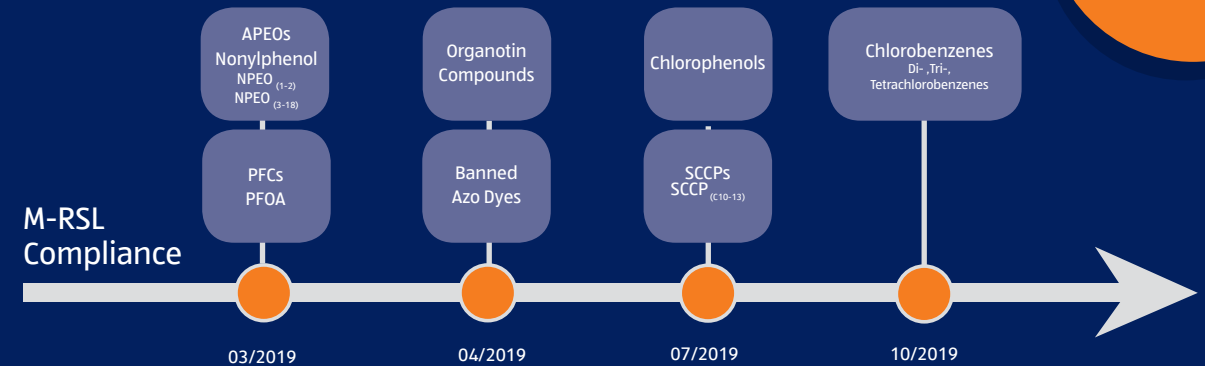 APEOs
Nonylphenol
NPEO (1-2)
NPEO (3-18)
Organotin
Compounds
Chlorophenols
Chlorobenzenes
Di- ,Tri-,
Tetrachlorobenzenes
PFCs
PFOA
Banned
Azo Dyes
SCCPs
SCCP (C10-13)
M-RSL
Compliance
03/2019
04/2019
07/2019
10/2019